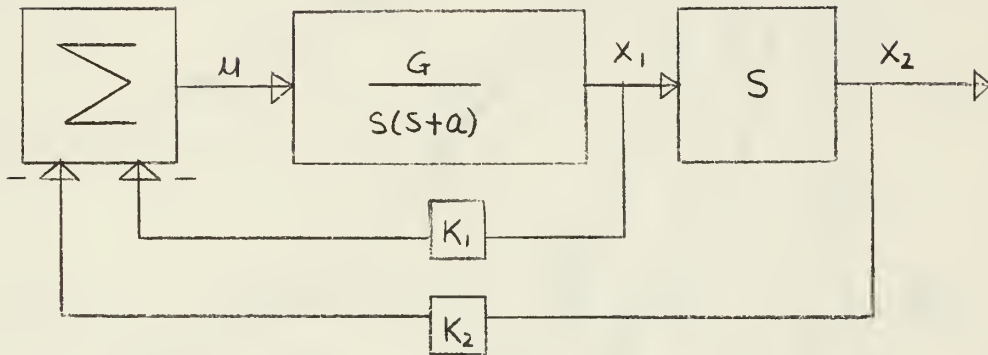 Σ
μ
G
S(S+a)
X₁
S
X₂
-
-
K₁
K₂